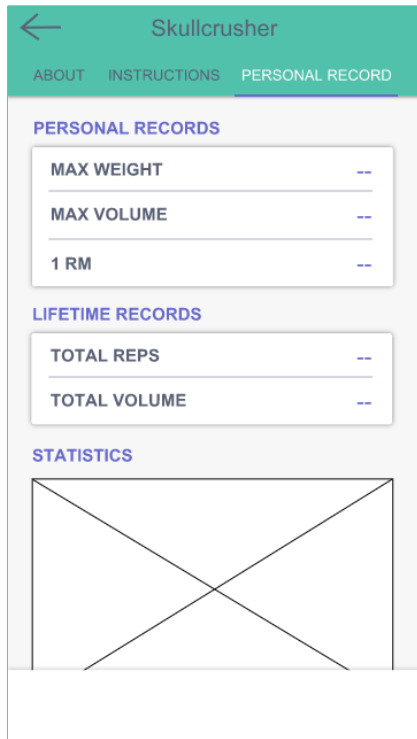 Skullcrusher
ABOUT INSTRUCTIONS PERSONAL RECORD
PERSONAL RECORDS
MAX WEIGHT --
MAX VOLUME --
1 RM --
LIFETIME RECORDS
TOTAL REPS --
TOTAL VOLUME --
STATISTICS